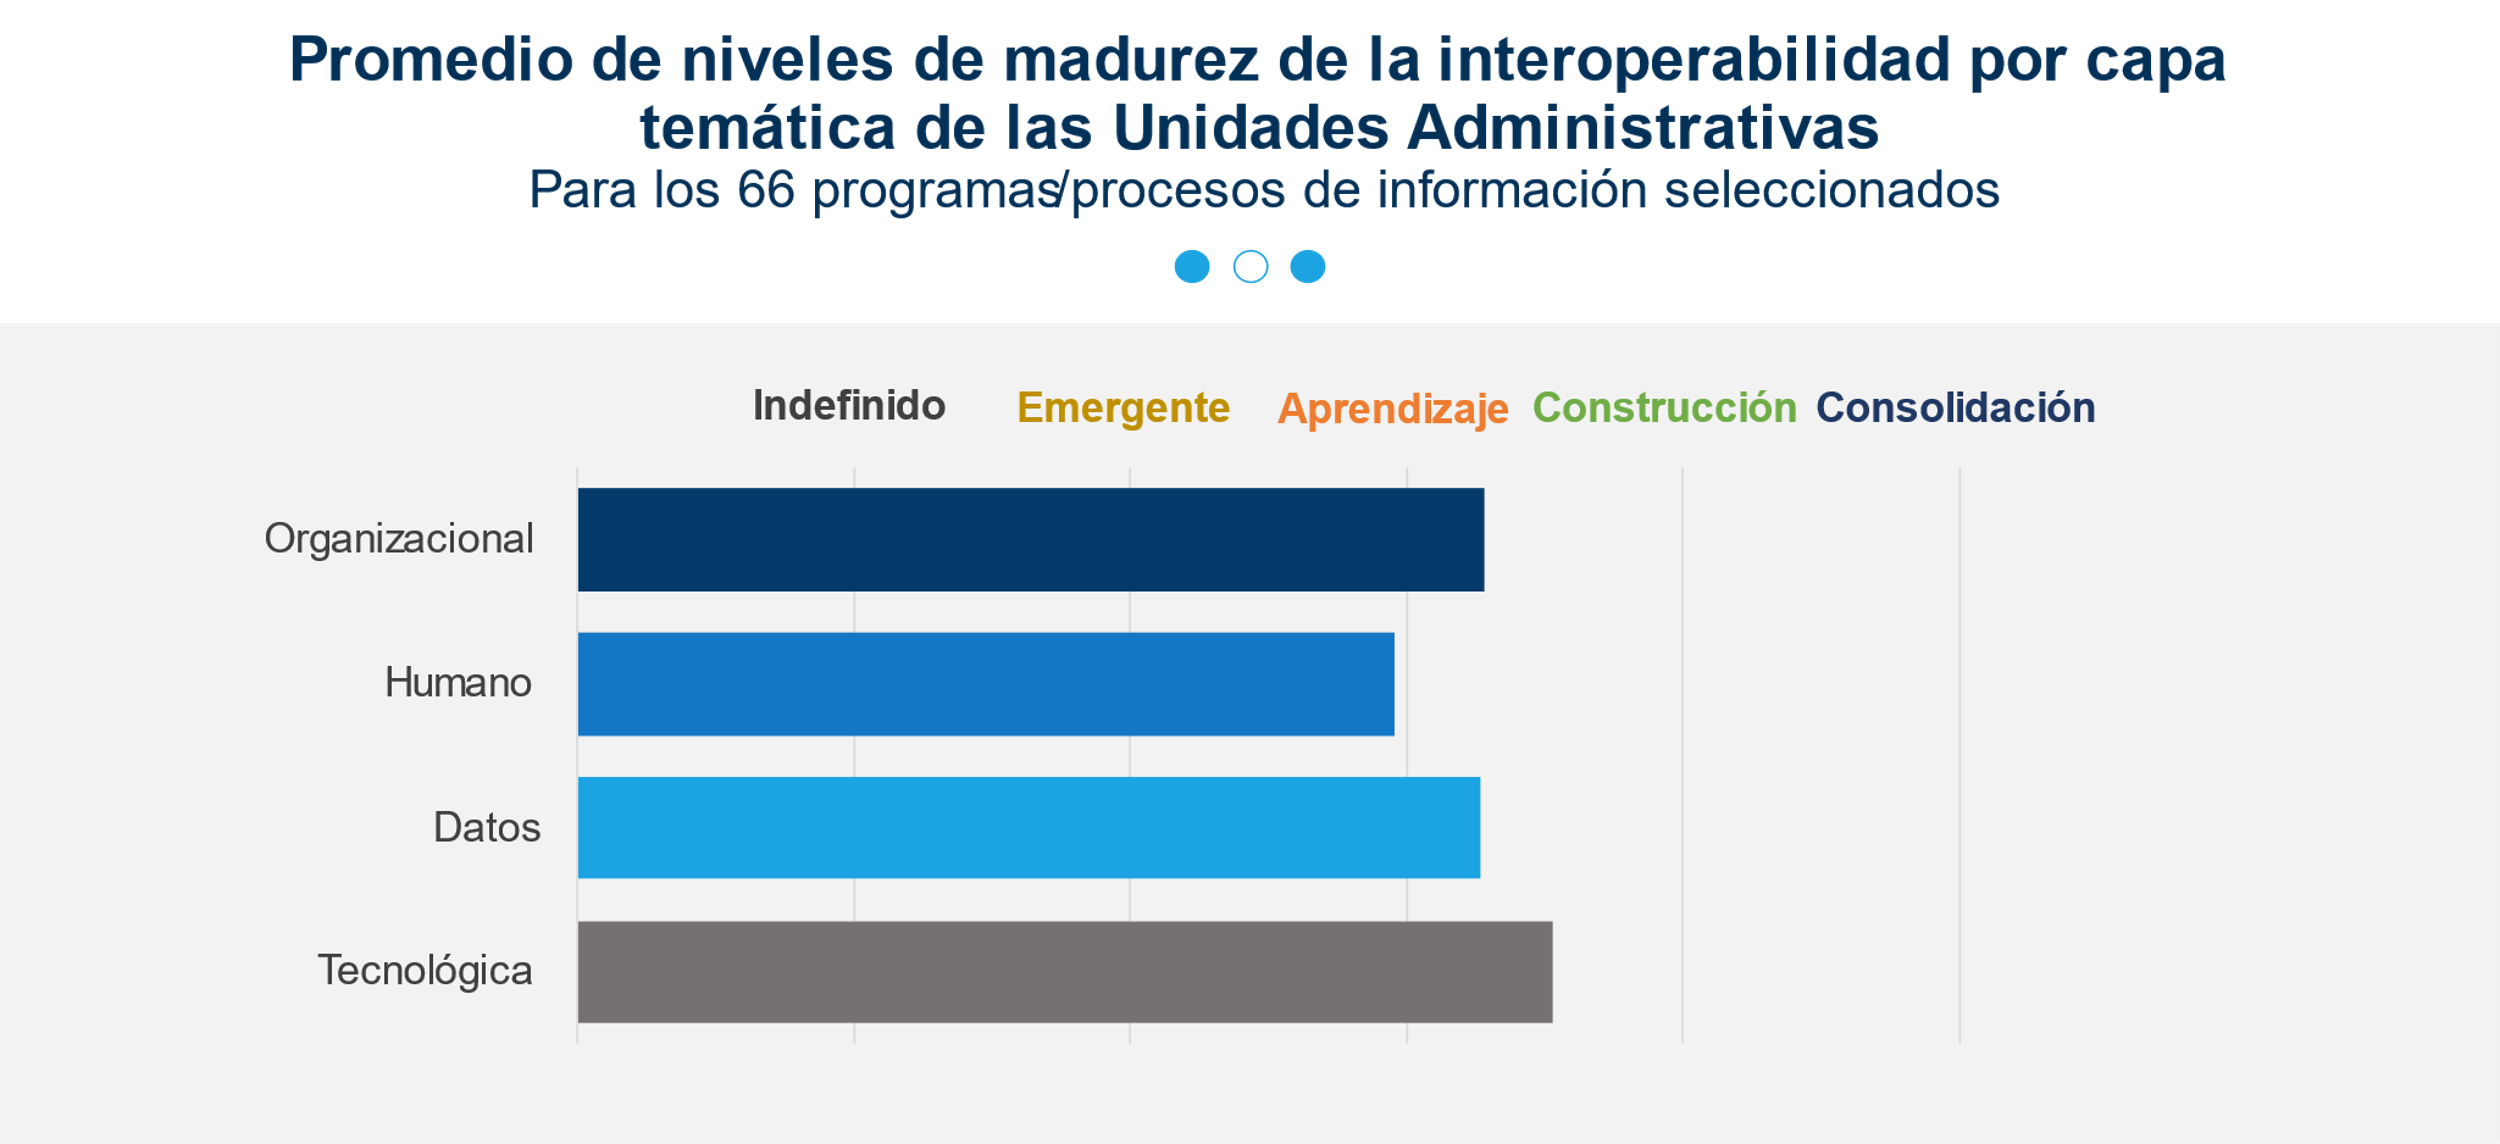 Promedio de niveles de madurez de la interoperabilidad por capa
temática de las Unidades Administrativas
Para los 66 programas/procesos de información seleccionados
Indefinido Emergente Aprendizaje Construcción Consolidación
Organizacional
Humano
Datos
Tecnológica